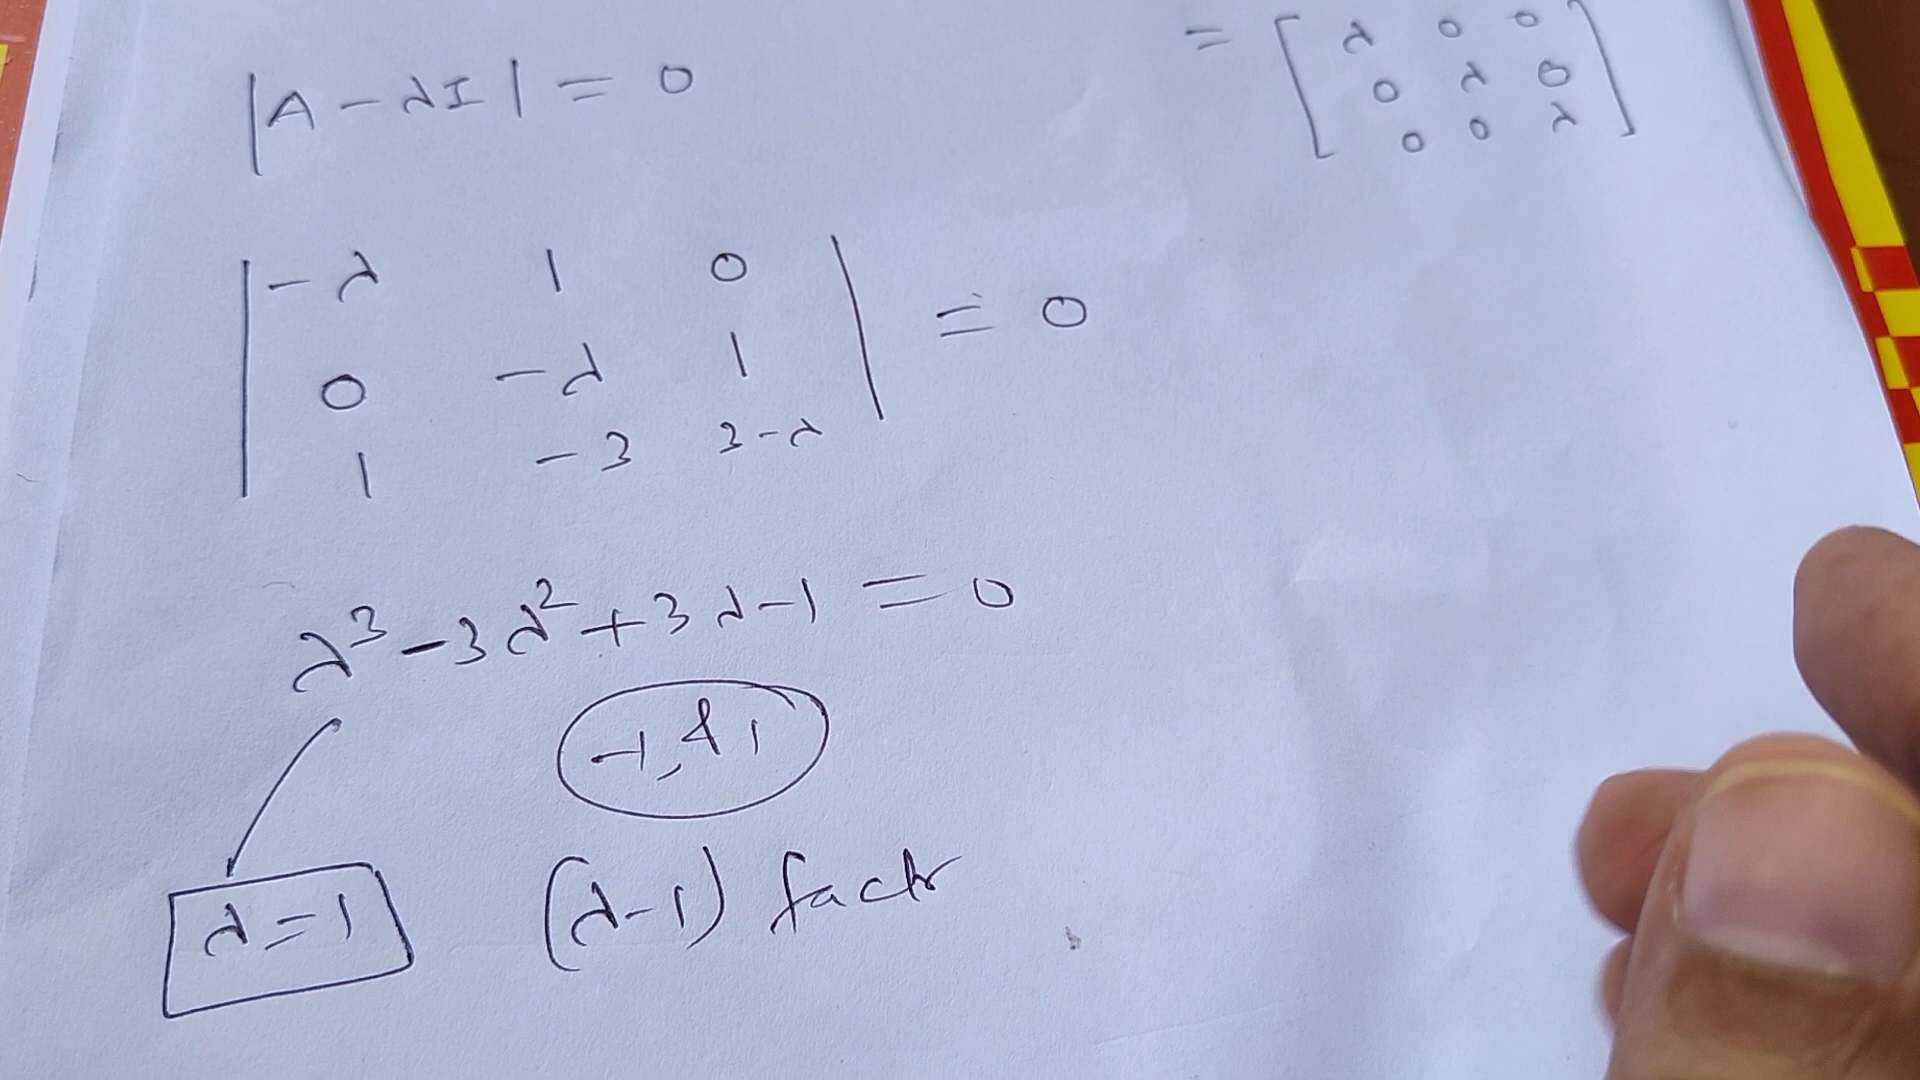 |A - λI| = 0
= [ λ 0 0
0 λ 0
0 0 λ ]
| -λ 1 0
0 -λ 1 | = 0
1 -3 3-λ |
λ³ - 3λ² + 3λ - 1 = 0
-1, & 1
λ = 1 (λ-1) factr